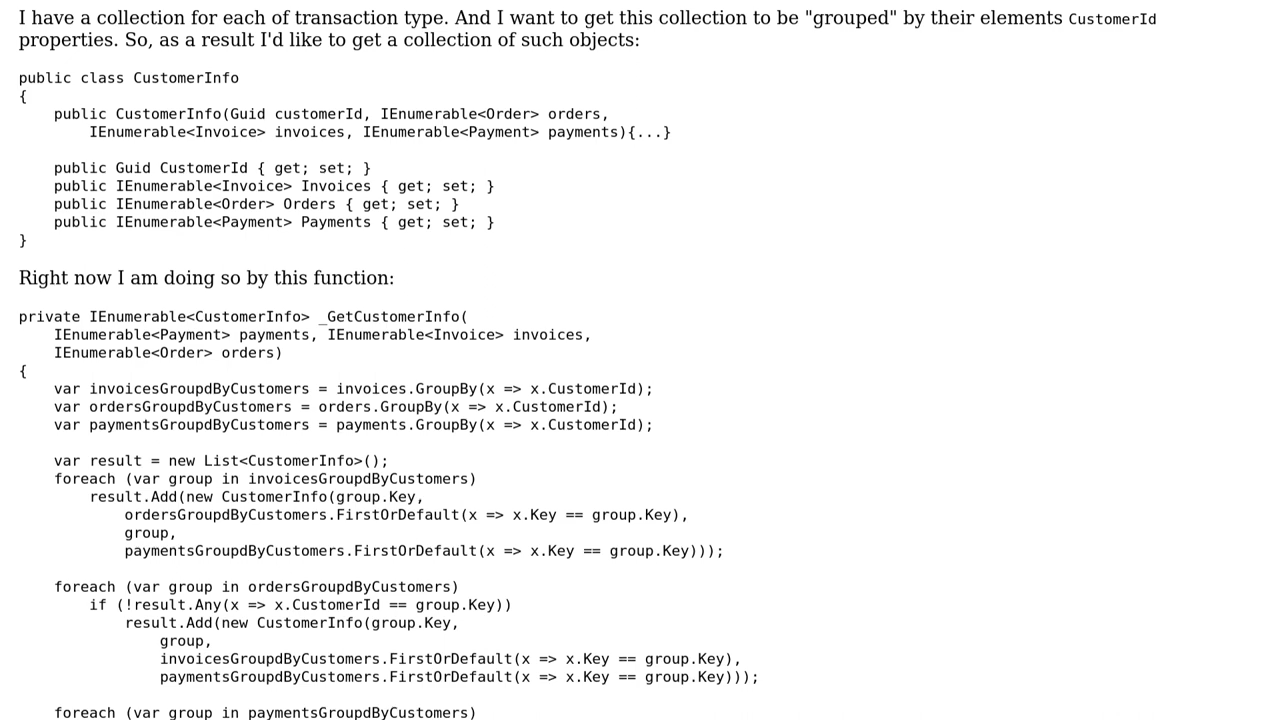 I have a collection for each of transaction type. And I want to get this collection to be "grouped" by their elements CustomerId
properties. So, as a result I'd like to get a collection of such objects:
public class CustomerInfo
{
    public CustomerInfo(Guid customerId, IEnumerable<Order> orders,
        IEnumerable<Invoice> invoices, IEnumerable<Payment> payments){...}
    public Guid CustomerId { get; set; }
    public IEnumerable<Invoice> Invoices { get; set; }
    public IEnumerable<Order> Orders { get; set; }
    public IEnumerable<Payment> Payments { get; set; }
}
Right now I am doing so by this function:
private IEnumerable<CustomerInfo> _GetCustomerInfo(
    IEnumerable<Payment> payments, IEnumerable<Invoice> invoices,
    IEnumerable<Order> orders)
{
    var invoicesGroupdByCustomers = invoices.GroupBy(x => x.CustomerId);
    var ordersGroupdByCustomers = orders.GroupBy(x => x.CustomerId);
    var paymentsGroupdByCustomers = payments.GroupBy(x => x.CustomerId);
    var result = new List<CustomerInfo>();
    foreach (var group in invoicesGroupdByCustomers)
        result.Add(new CustomerInfo(group.Key,
            ordersGroupdByCustomers.FirstOrDefault(x => x.Key == group.Key),
            group,
            paymentsGroupdByCustomers.FirstOrDefault(x => x.Key == group.Key)));
    foreach (var group in ordersGroupdByCustomers)
        if (!result.Any(x => x.CustomerId == group.Key))
            result.Add(new CustomerInfo(group.Key,
                group,
                invoicesGroupdByCustomers.FirstOrDefault(x => x.Key == group.Key),
                paymentsGroupdByCustomers.FirstOrDefault(x => x.Key == group.Key)));
    foreach (var group in paymentsGroupdByCustomers)